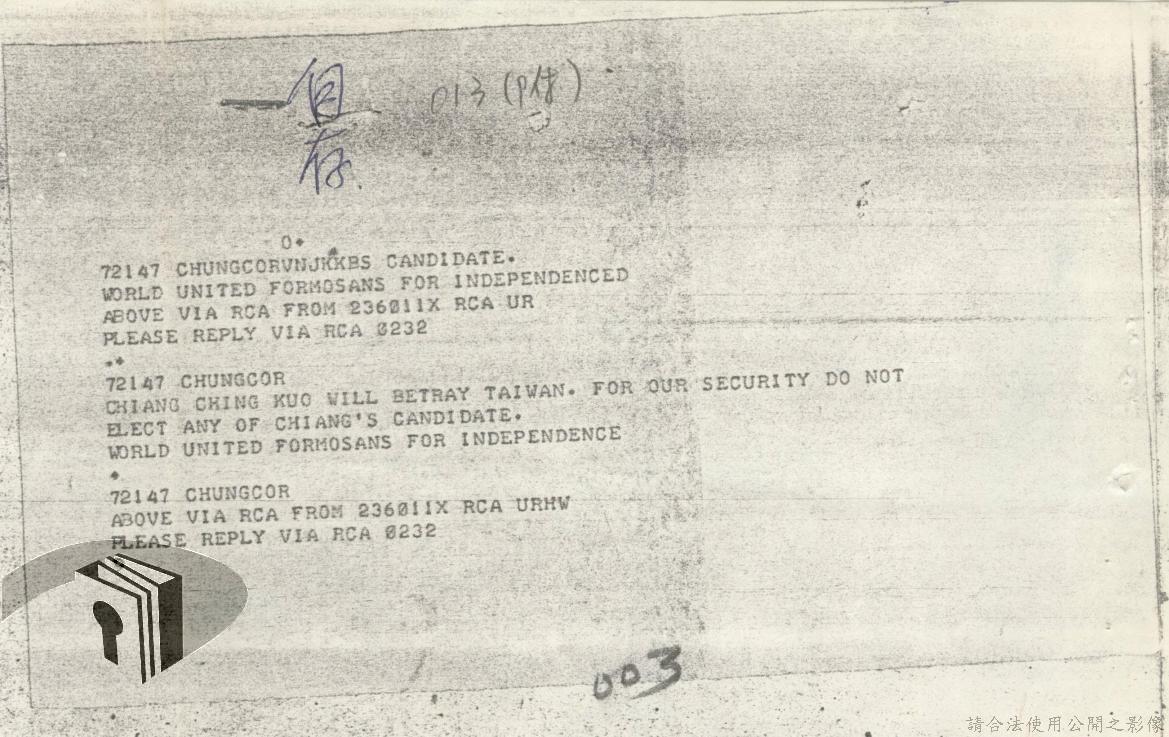 自 013 (P件)
存
0+
72147 CHUNGCORVNJKKBS CANDIDATE.
WORLD UNITED FORMOSANS FOR INDEPENDENCED
ABOVE VIA RCA FROM 236011X RCA UR
PLEASE REPLY VIA RCA 0232
72147 CHUNGCOR
CHIANG CHING KUO WILL BETRAY TAIWAN. FOR OUR SECURITY DO NOT
ELECT ANY OF CHIANG'S CANDIDATE.
WORLD UNITED FORMOSANS FOR INDEPENDENCE
72147 CHUNGCOR
ABOVE VIA RCA FROM 236011X RCA URHW
PLEASE REPLY VIA RCA 0232
003
請合法使用公開之影像